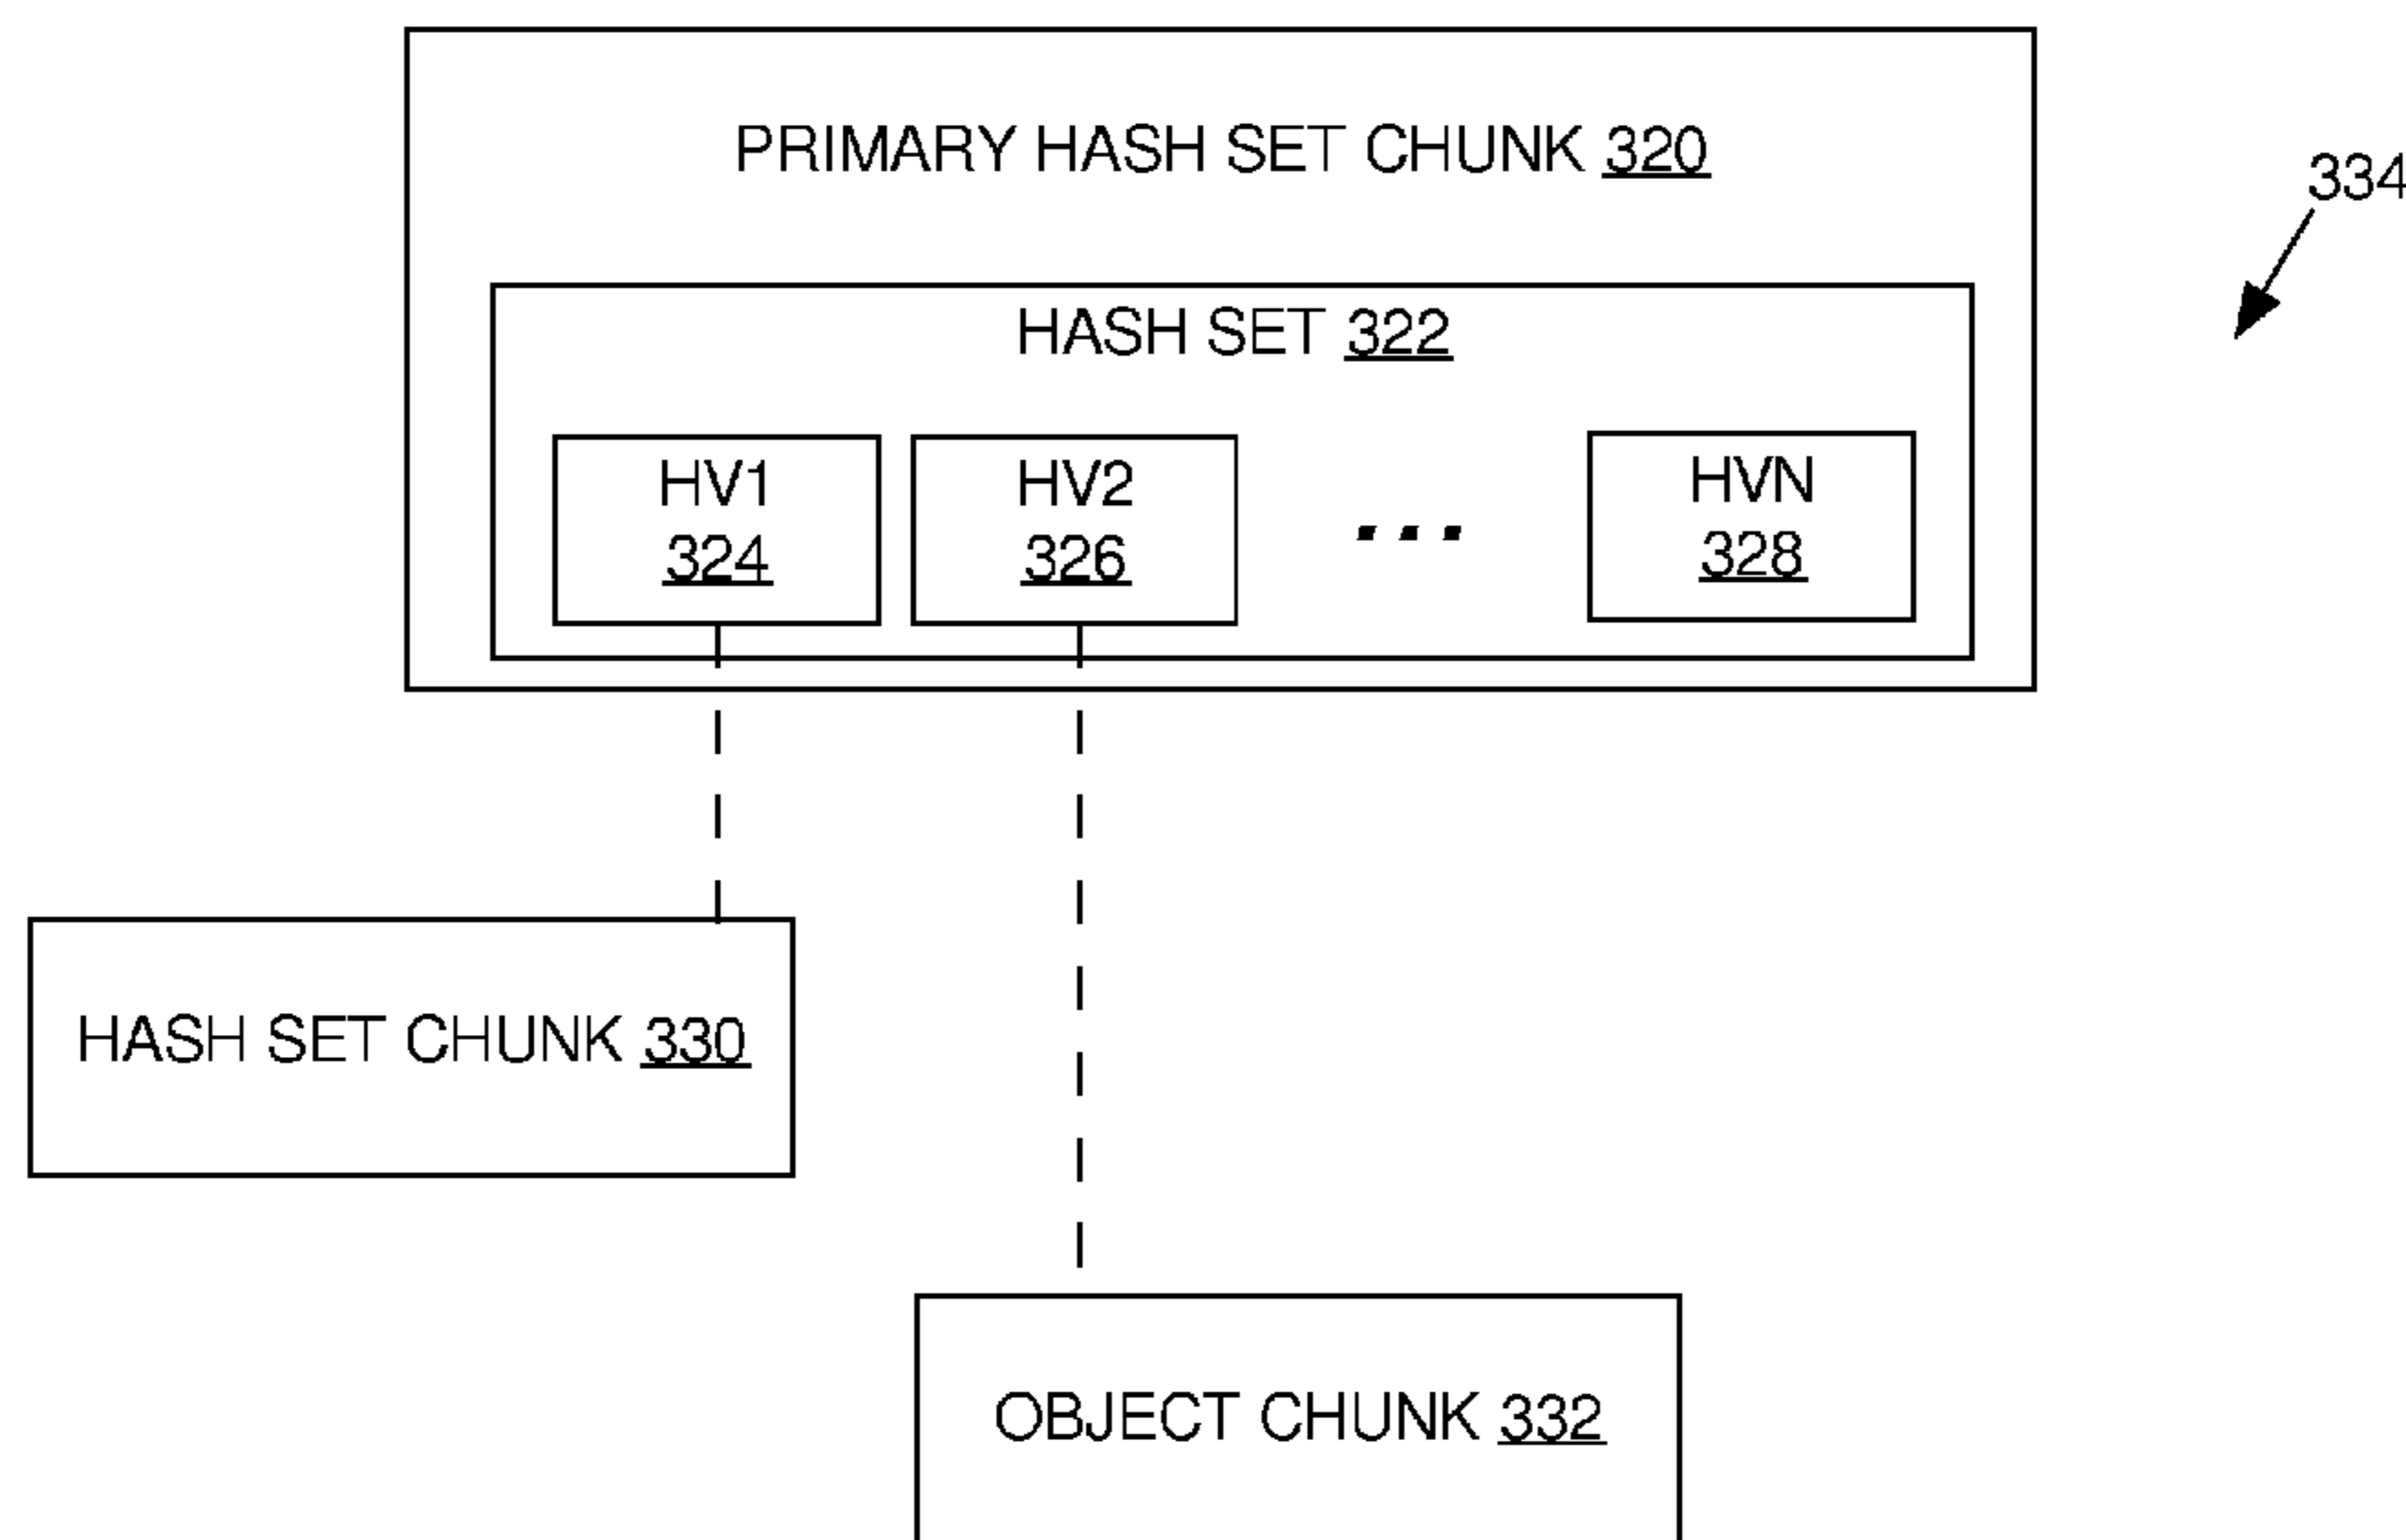 PRIMARY HASH SET CHUNK 320
334
HASH SET 322
HV1
324
HV2
326
...
HVN
328
HASH SET CHUNK 330
OBJECT CHUNK 332